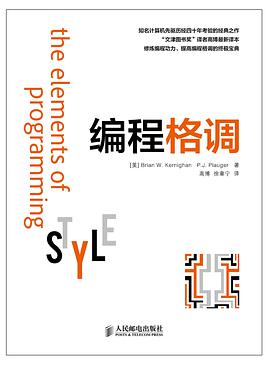 知名计算机先驱历经四十年考验的经典之作
“文津图书奖”译者高博最新译本
修炼编程功力、提高编程格调的终极宝典
the elements of
programming
STYLE
编程格调
[美] Brian W. Kernighan P.J. Plauger 著
高博 徐章宁 译
人民邮电出版社
POSTS & TELECOM PRESS